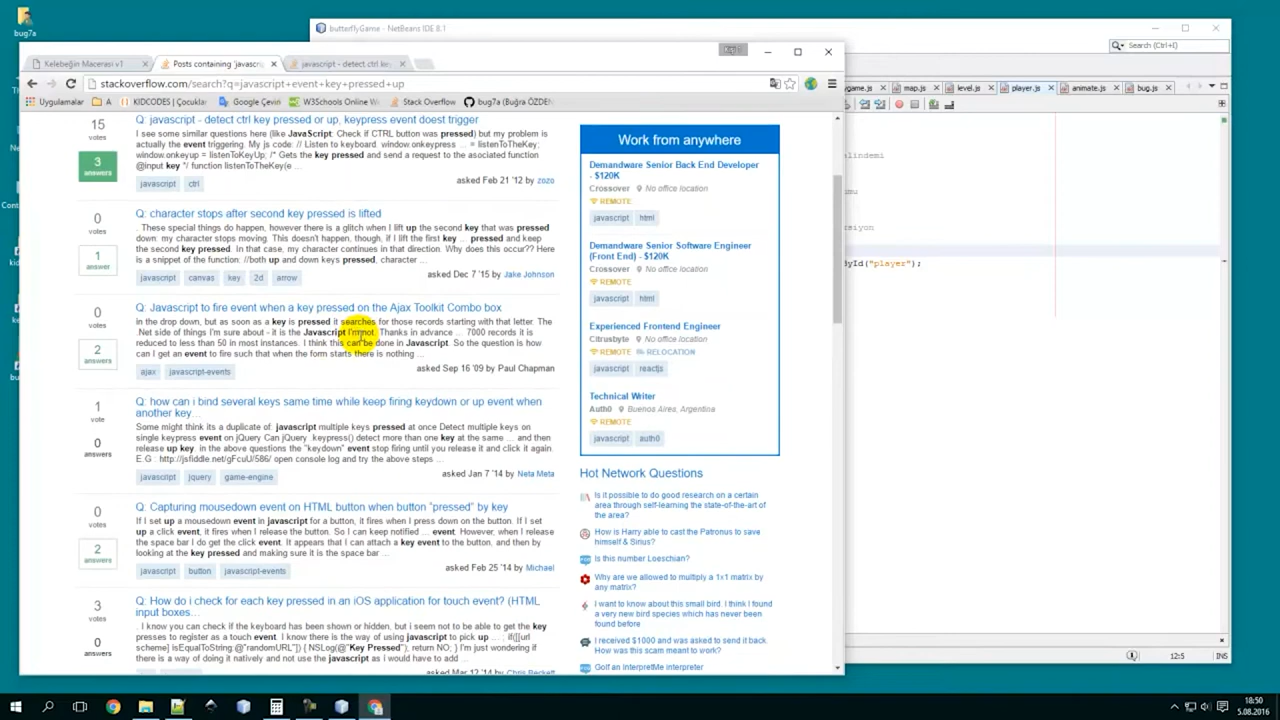 bug7a
butterflyGame - NetBeans IDE 8.1
Search (Ctrl+I)
Kelebeğin Macerası v1
Posts containing 'javascri
javascript - detect ctrl ke
stackoverflow.com/search?q=javascript+event+key+pressed+up
Uygulamalar
A
KIDCODES | Çocuklar
Google Çeviri
W3Schools Online We
Stack Overflow
bug7a (Buğra ÖZDEN
map.js
level.js
player.js
animate.js
bug.js
15
votes
3
answers
Q: javascript - detect ctrl key pressed or up, keypress event doest trigger
I see some similar questions here (like JavaScript: Check if CTRL button was pressed) but my problem is
actually the event triggering. My js code: // Listen to keyboard. window.onkeypress ... = listenToTheKey;
window.onkeyup = listenToKeyUp; /* Gets the key pressed and send a request to the asociated function
@input key */ function listenToTheKey(e ...
javascript
ctrl
asked Feb 21 '12 by zozo
0
votes
1
answer
Q: character stops after second key pressed is lifted
. These special things do happen, however there is a glitch when I lift up the second key that was pressed
down. my character stops moving. This doesn't happen, though, if I lift the first key ... pressed and keep
the second key pressed. In that case, my character continues in that direction. Why does this occur?? Here
is a snippet of the function: //both up and down keys pressed, character ...
asked Dec 7 '15 by Jake Johnson
javascript
canvas
key
2d
arrow
0
votes
2
answers
Q: Javascript to fire event when a key pressed on the Ajax Toolkit Combo box
in the drop down, but as soon as a key is pressed it searches for those records starting with that letter. The
.Net side of things I'm sure about - it is the Javascript I'm not. Thanks in advance ... 7000 records it is
reduced to less than 50 in most instances. I think this can be done in Javascript. So the question is how
can I get an event to fire such that when the form starts there is nothing ...
ajax
javascript-events
asked Sep 16 '09 by Paul Chapman
1
vote
0
answers
Q: how can i bind several keys same time while keep firing keydown or up event when
another key...
Some might think its a duplicate of: javascript multiple keys pressed at once Detect multiple keys on
single keypress event on jQuery Can jQuery .keypress() detect more than one key at the same ... and then
release up key. in the above questions the "keydown" event stop firing until you release it and click it again.
E.G : http://jsfiddle.net/gFcuU/586/ open console log and try the above steps ...
asked Jan 7 '14 by Neta Meta
javascript
jquery
game-engine
0
votes
2
answers
Q: Capturing mousedown event on HTML button when button "pressed" by key
If I set up a mousedown event in javascript for a button, it fires when I press down on the button. If I set
up a click event, it fires when I release the button. So I can keep notified ... event. However, when I release
the space bar I do get the click event. It appears that I can attach a key event to the button, and then by
looking at the key pressed and making sure it is the space bar ...
asked Feb 25 '14 by Michael
javascript
button
javascript-events
3
votes
0
answers
Q: How do i check for each key pressed in an iOS application for touch event? (HTML
input boxes...
. I know you can check if the keyboard has been shown or hidden, but i seem not to be able to get the key
presses to register as a touch event. I know there is the way of using javascript to pick up ... ; if([[url
scheme] isEqualToString:@"randomURL"]) { NSLog(@"Key Pressed"); return NO; } I'm just wondering if
there is a way of doing it natively and not use the javascript as i would have to add ...
asked Mar 12 '14 by Chris Beckett
Work from anywhere
Demandware Senior Back End Developer
- $120K
Crossover No office location
REMOTE
javascript
html
Demandware Senior Software Engineer
(Front End) - $120K
Crossover No office location
REMOTE
javascript
html
Experienced Frontend Engineer
Citrusbyte No office location
REMOTE RELOCATION
javascript
reactjs
Technical Writer
Auth0 Buenos Aires, Argentina
REMOTE
javascript
auth0
Hot Network Questions
Is it possible to do good research on a certain
area through self-learning the state-of-the-art of
the area?
How is Harry able to cast the Patronus to save
himself & Sirius?
Is this number Loeschian?
Why are we allowed to multiply a 1x1 matrix by
any matrix?
I want to know about this small bird. I think I found
a very new bird species which has never been
found before
I received $1000 and was asked to send it back.
How was this scam meant to work?
Golf an InterpretMe interpreter
ById("player");
12:5
INS
18:50
5.08.2016